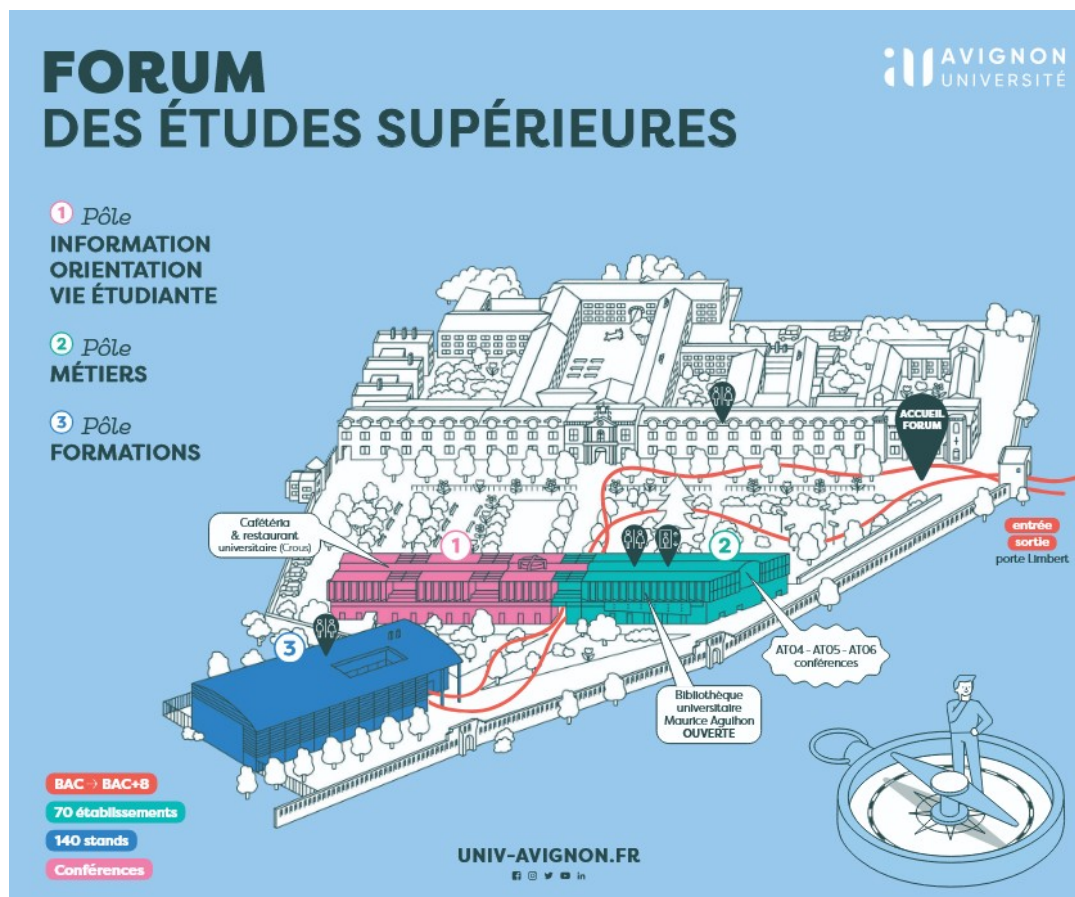 FORUM
DES ÉTUDES SUPÉRIEURES
AVIGNON
UNIVERSITÉ
1 Pôle
INFORMATION
ORIENTATION
VIE ÉTUDIANTE
2 Pôle
MÉTIERS
3 Pôle
FORMATIONS
ACCUEIL
FORUM
Cafétéria
& restaurant
universitaire (Crous)
1
2
3
entrée
sortie
porte Limbert
AT04 - AT05 - AT06
conférences
Bibliothèque
universitaire
Maurice Agulhon
OUVERTE
BAC → BAC+8
70 établissements
140 stands
Conférences
UNIV-AVIGNON.FR